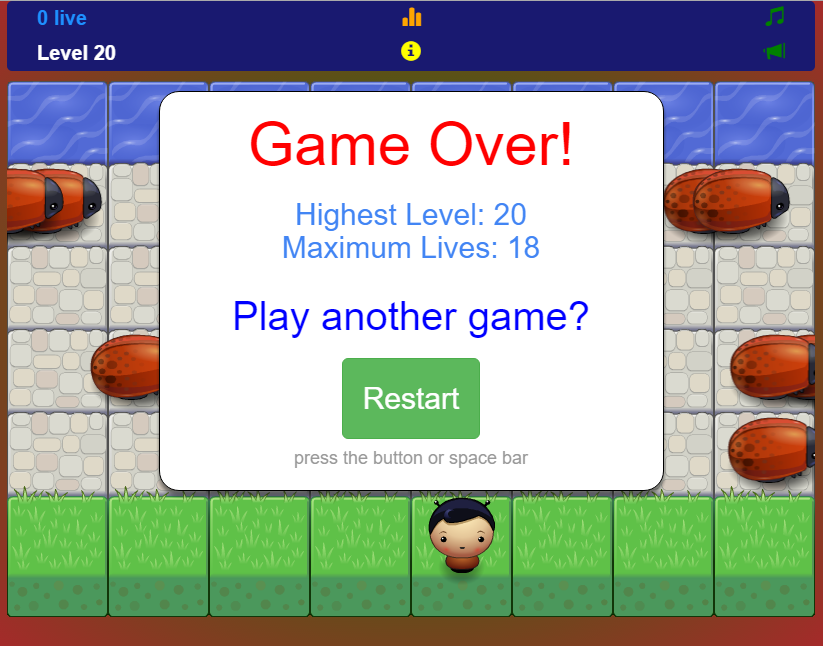 0 live
Level 20
Game Over!
Highest Level: 20
Maximum Lives: 18
Play another game?
Restart
press the button or space bar